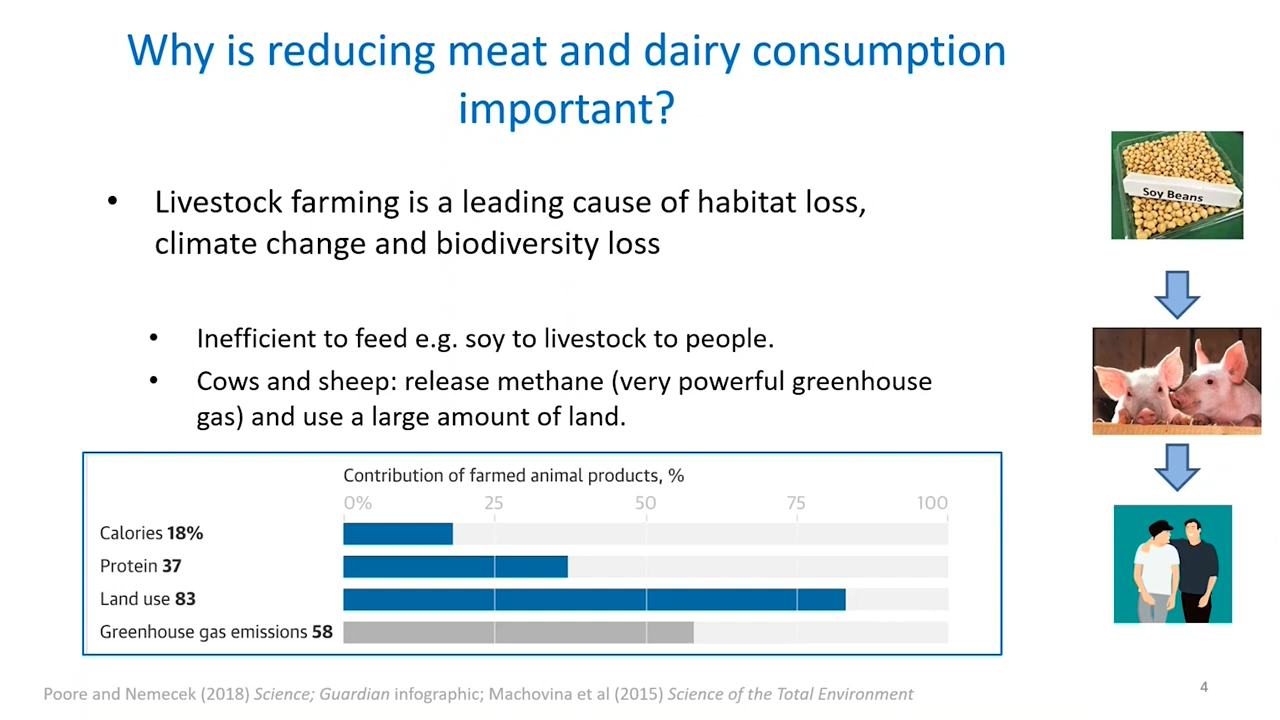 Why is reducing meat and dairy consumption
important?
• Livestock farming is a leading cause of habitat loss,
climate change and biodiversity loss
• Inefficient to feed e.g. soy to livestock to people.
• Cows and sheep: release methane (very powerful greenhouse
gas) and use a large amount of land.
Soy Beans
Contribution of farmed animal products, %
0% 25 50 75 100
Calories 18%
Protein 37
Land use 83
Greenhouse gas emissions 58
Poore and Nemecek (2018) Science; Guardian infographic; Machovina et al (2015) Science of the Total Environment
4